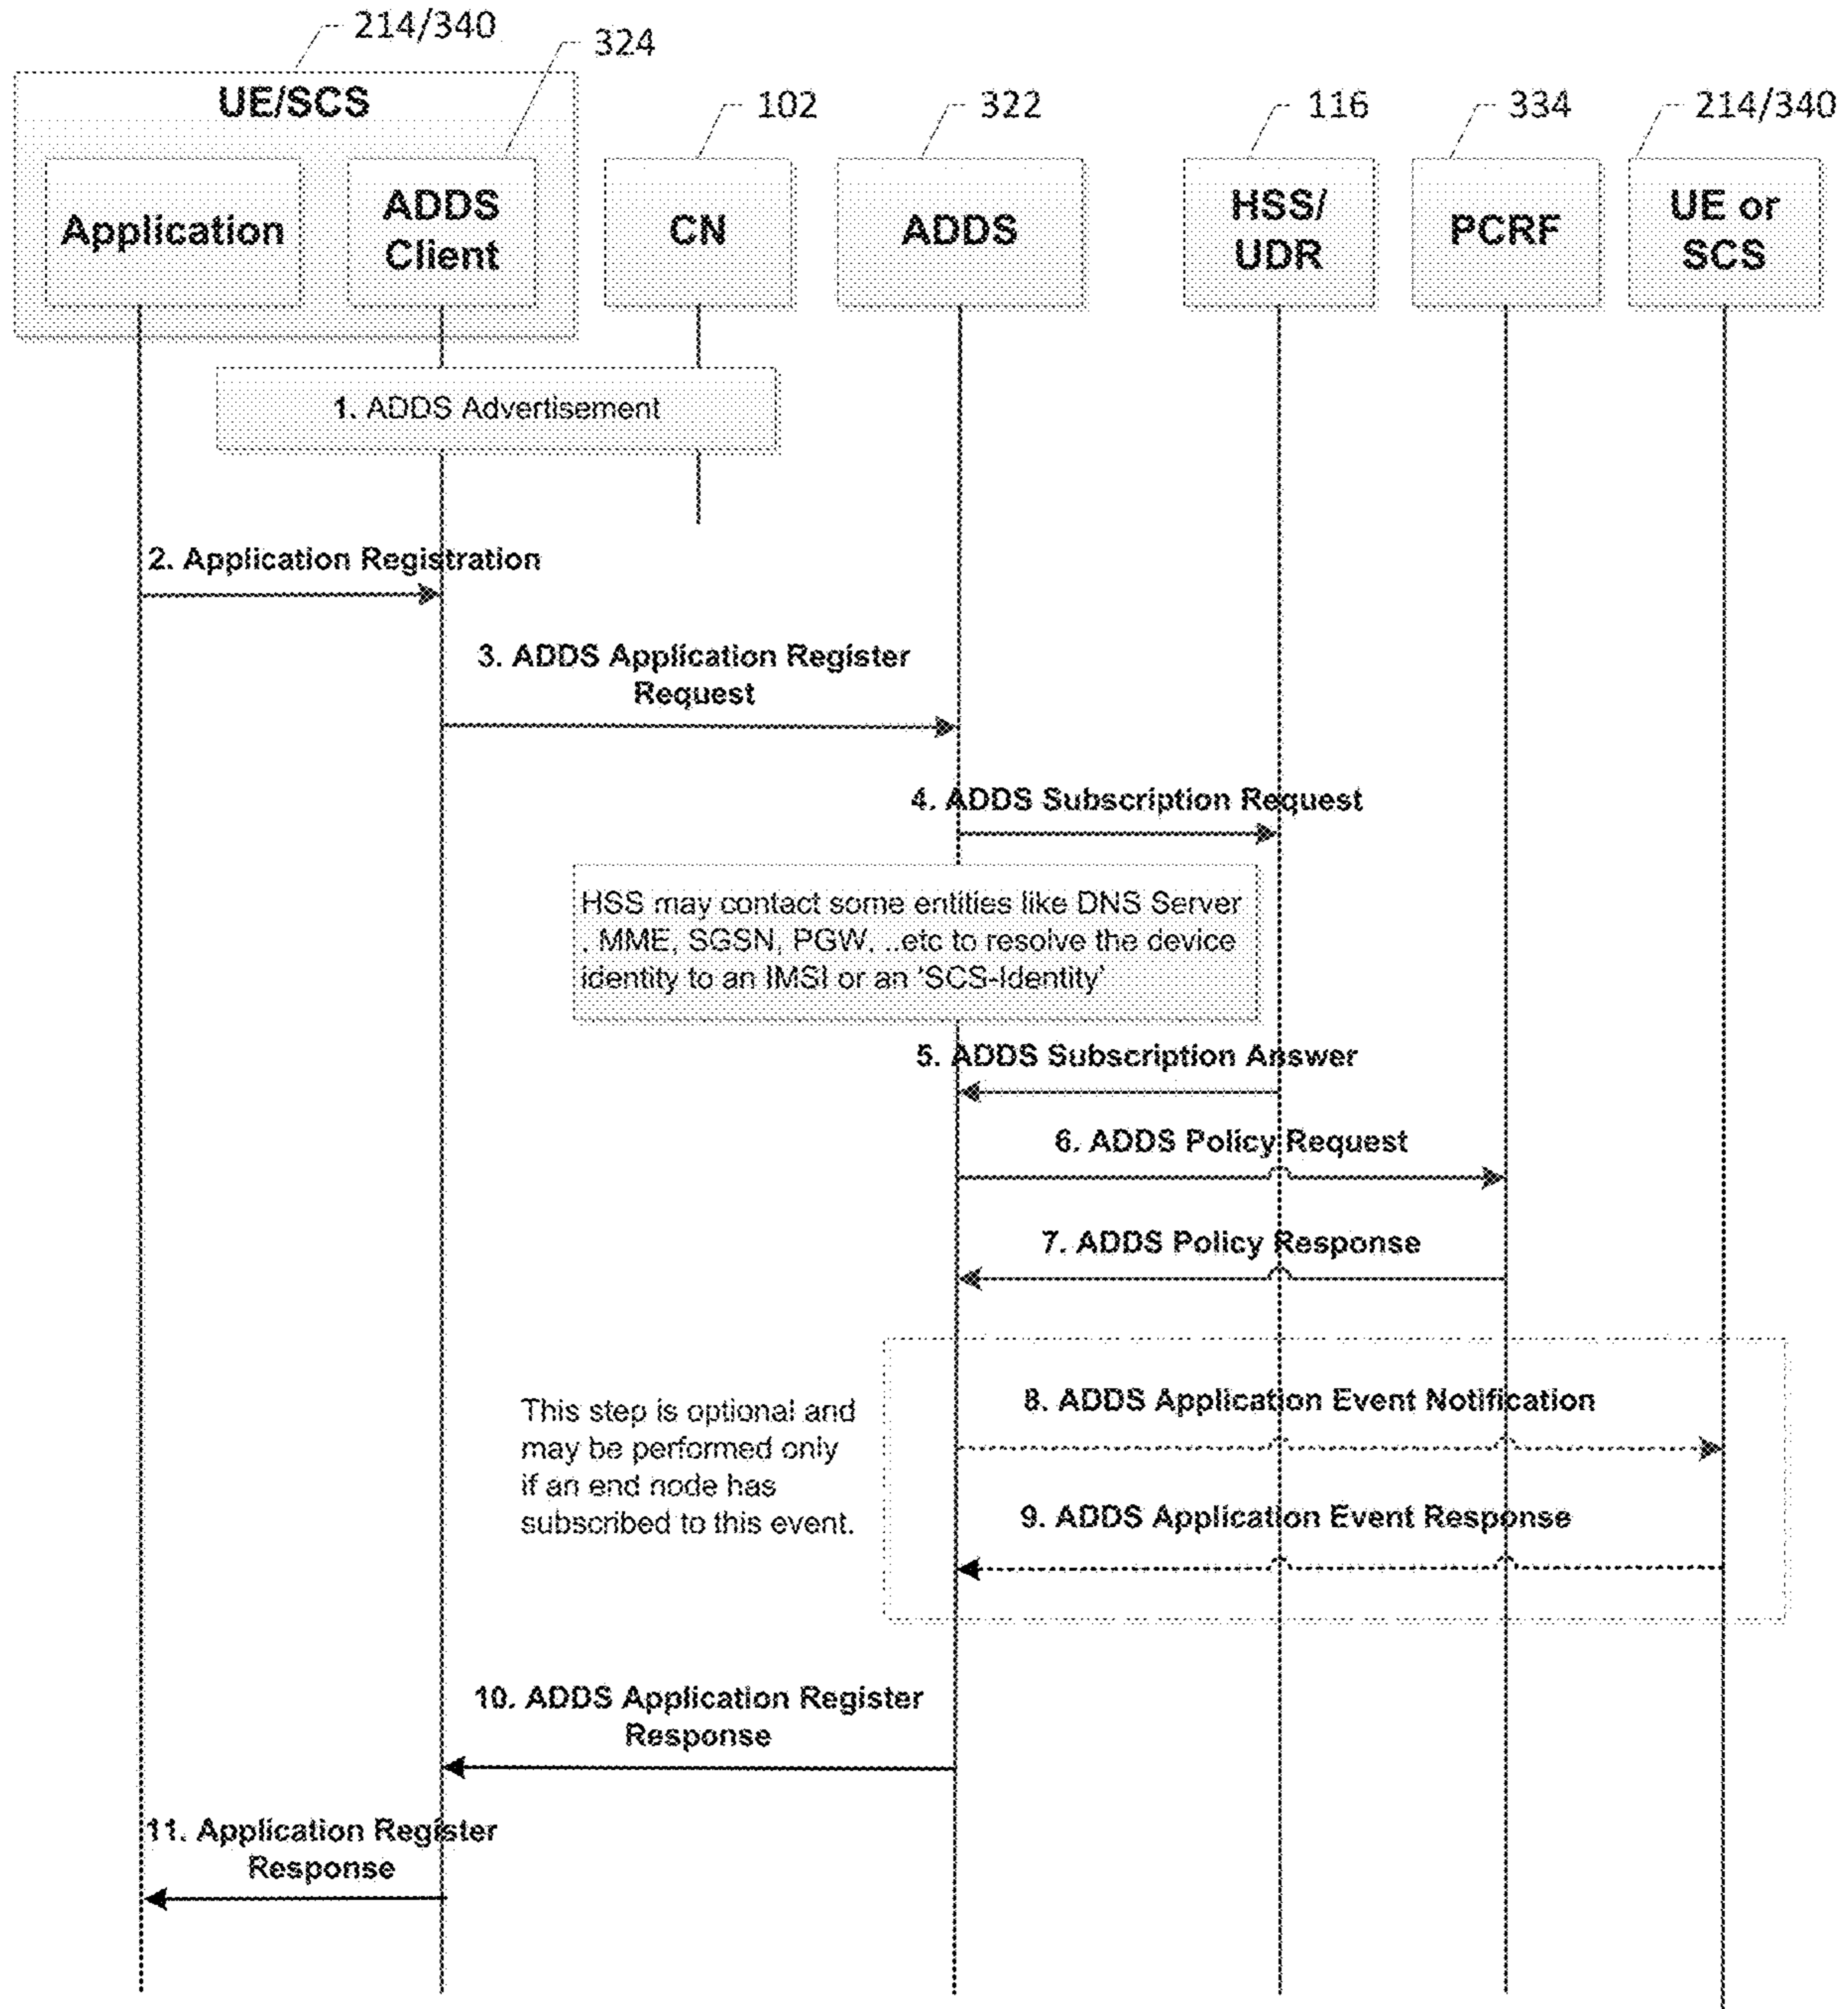 214/340
324
UE/SCS
102
322
116
334
214/340
Application
ADDS
Client
CN
ADDS
HSS/
UDR
PCRF
UE or
SCS
1. ADDS Advertisement
2. Application Registration
3. ADDS Application Register
Request
4. ADDS Subscription Request
HSS may contact some entities like DNS Server
, MME, SGSN, PGW, ..etc to resolve the device
identity to an IMSI or an 'SCS-Identity'
5. ADDS Subscription Answer
6. ADDS Policy Request
7. ADDS Policy Response
8. ADDS Application Event Notification
This step is optional and
may be performed only
if an end node has
subscribed to this event.
9. ADDS Application Event Response
10. ADDS Application Register
Response
11. Application Register
Response